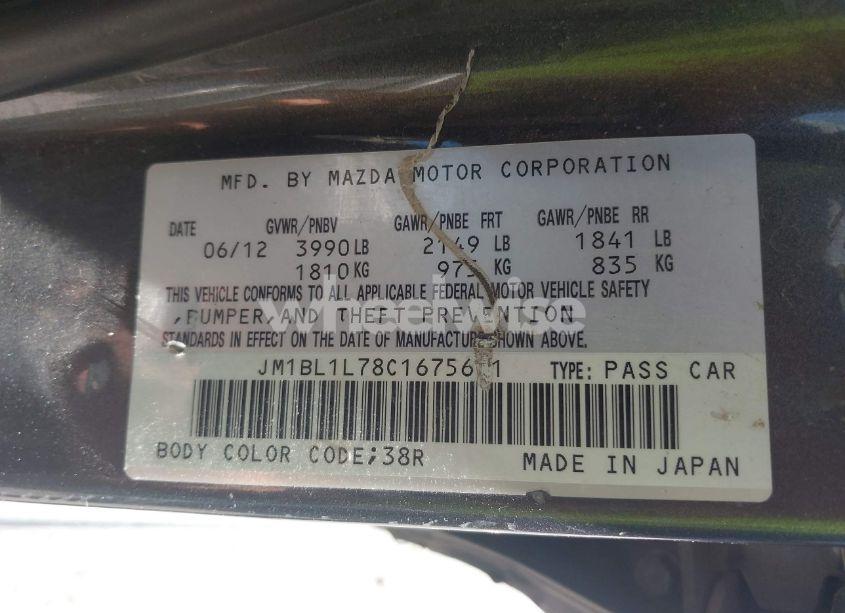 MFD. BY MAZDA MOTOR CORPORATION
DATE GVWR/PNBV GAWR/PNBE FRT GAWR/PNBE RR
06/12 3990 LB 2149 LB 1841 LB
1810 KG KG 835 KG
THIS VEHICLE CONFORMS TO ALL APPLICABLE FEDERAL MOTOR VEHICLE SAFETY
,BUMPER,AND THEFT PREVENTION
STANDARDS IN EFFECT ON THE DATE OF MANUFACTURE SHOWN ABOVE.
TYPE: PASS CAR
BODY COLOR CODE;38R MADE IN JAPAN
wheelwise